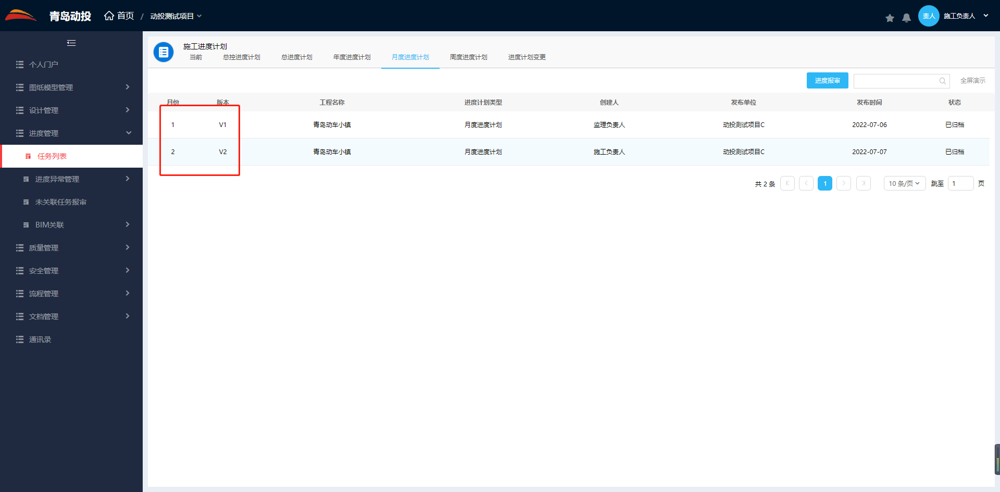 青岛动投 首页 / 动投测试项目 责人 施工负责人
个人门户
图纸模型管理
设计管理
进度管理
任务列表
进度异常管理
未关联任务报审
BIM关联
质量管理
安全管理
流程管理
文档管理
通讯录
施工进度计划
当前 总控进度计划 总进度计划 年度进度计划 月度进度计划 周度进度计划 进度计划变更
进度报审 全屏演示
月份 版本 工程名称 进度计划类型 创建人 发布单位 发布时间 状态
1 V1 青岛动车小镇 月度进度计划 监理负责人 动投测试项目C 2022-07-06 已归档
2 V2 青岛动车小镇 月度进度计划 施工负责人 动投测试项目C 2022-07-07 已归档
共 2 条 1 10 条/页 跳至 1 页